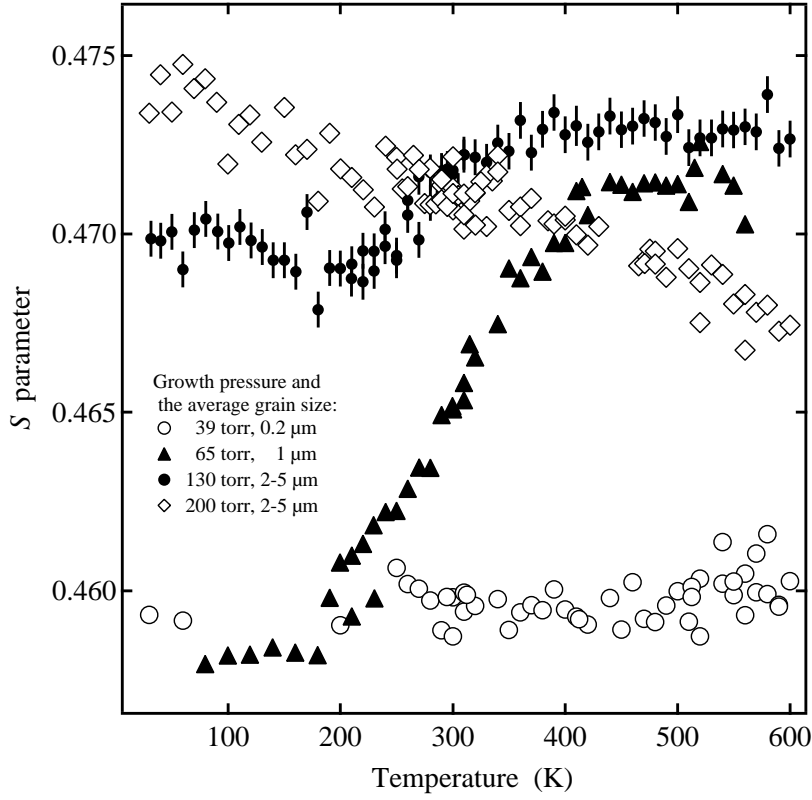 0.475
0.470
0.465
0.460
S parameter
Growth pressure and
the average grain size:
39 torr, 0.2 µm
65 torr, 1 µm
130 torr, 2-5 µm
200 torr, 2-5 µm
100 200 300 400 500 600
Temperature (K)